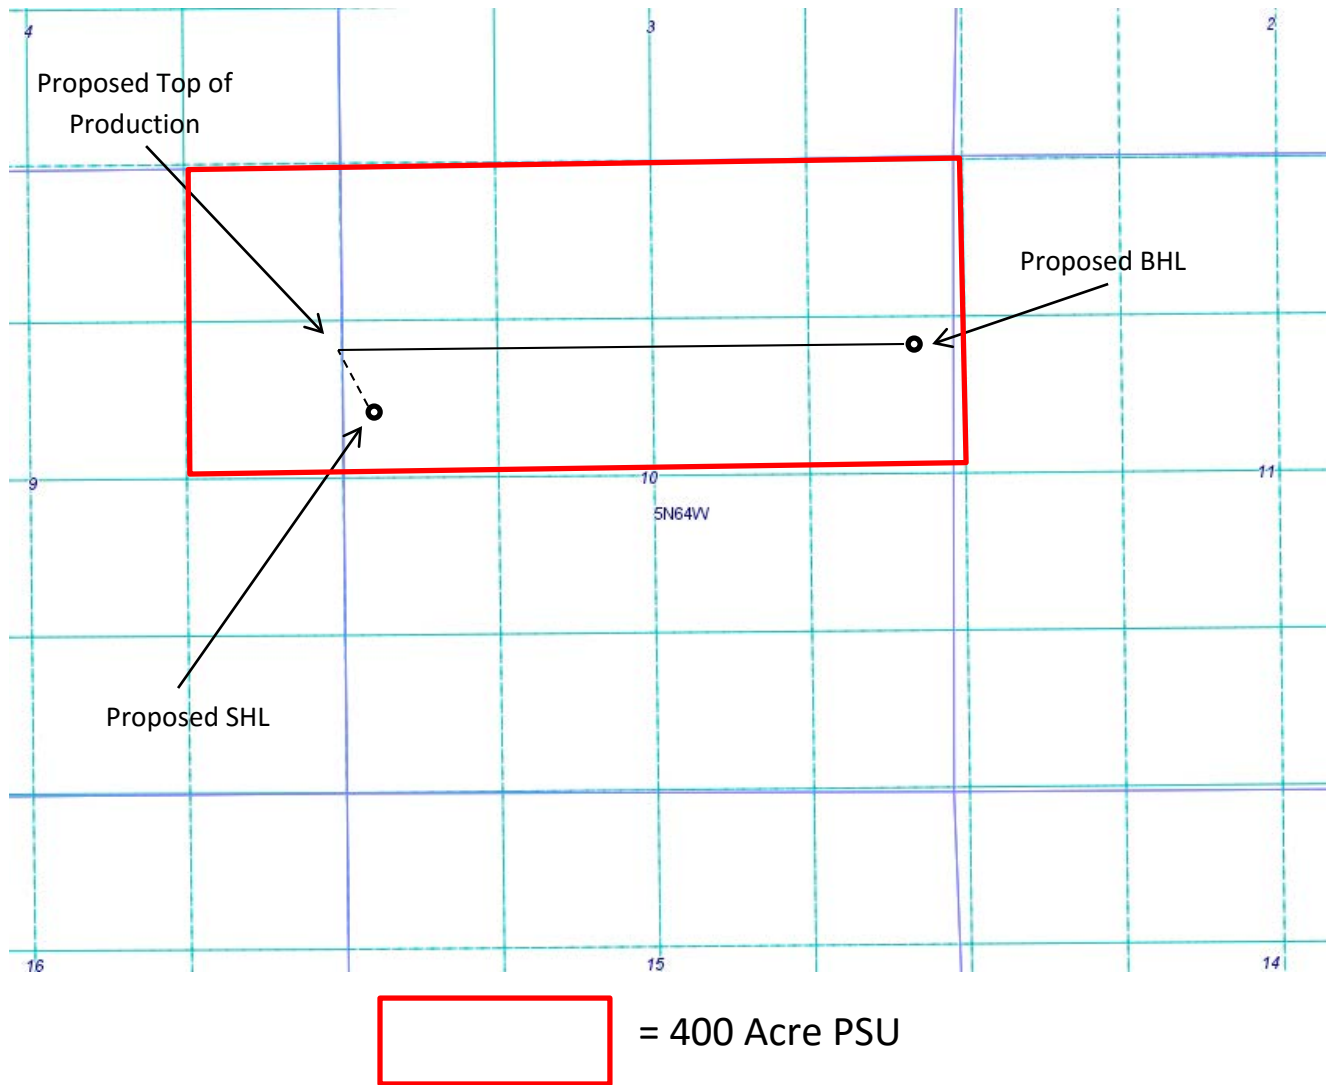 4
3
2
Proposed Top of
Production
Proposed BHL
9
10
11
5N64W
Proposed SHL
16
15
14
= 400 Acre PSU